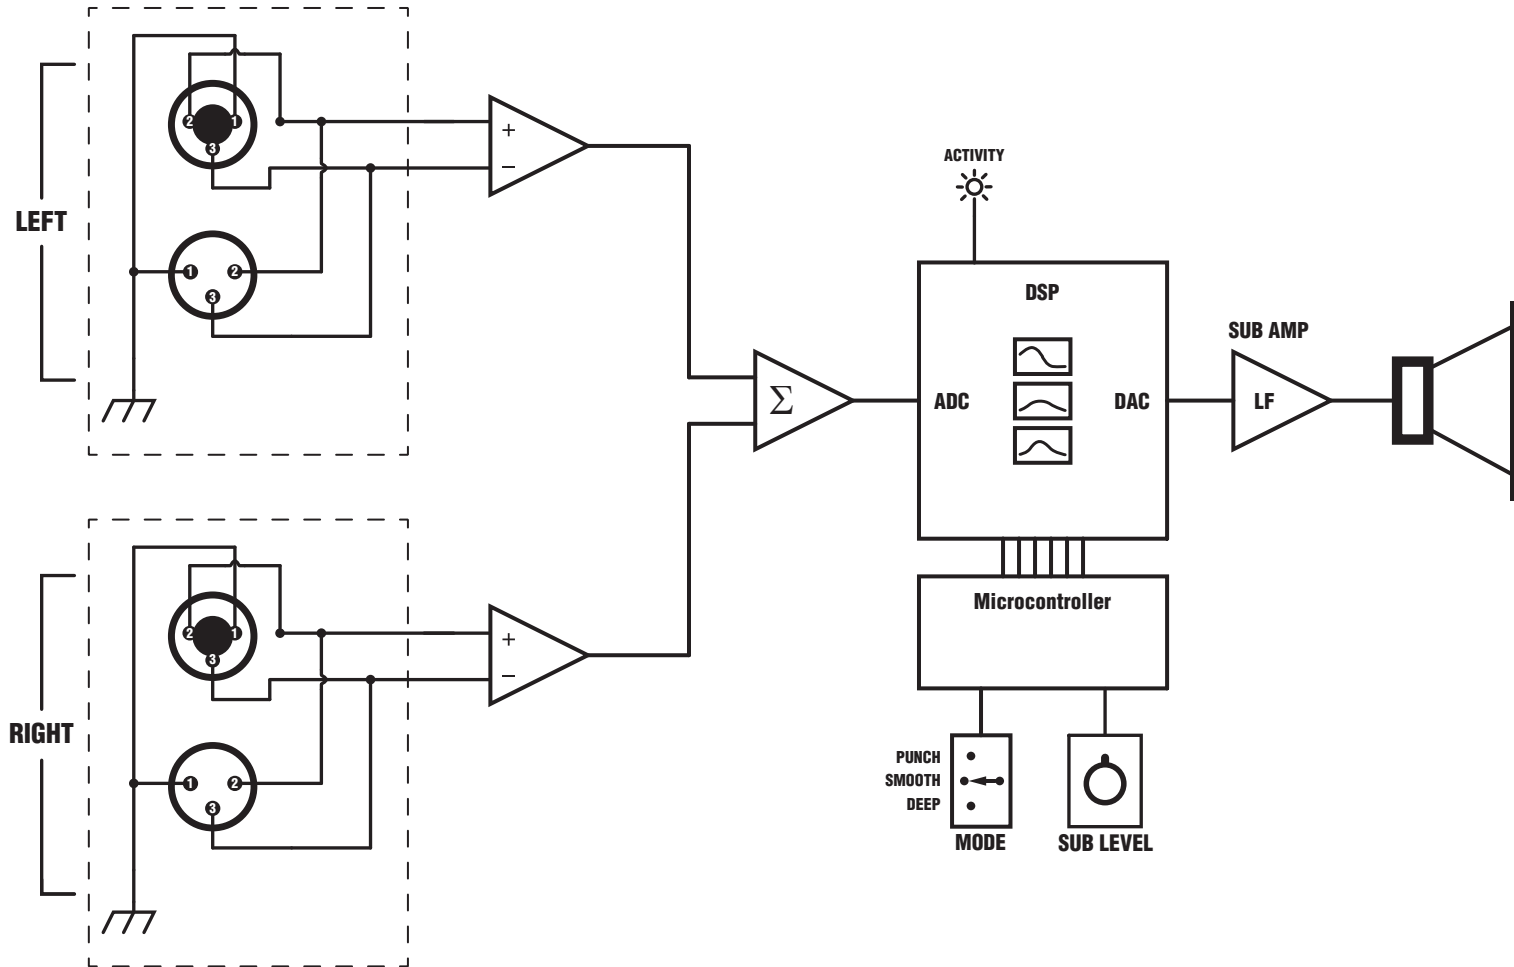 LEFT
2
1
3
1
2
3
+
−
RIGHT
2
1
3
1
2
3
+
−
Σ
ACTIVITY
DSP
ADC
DAC
SUB AMP
LF
Microcontroller
PUNCH
SMOOTH
DEEP
MODE
SUB LEVEL